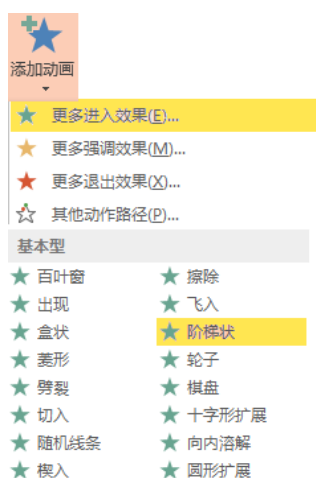 添加动画
更多进入效果(E)...
更多强调效果(M)...
更多退出效果(X)...
其他动作路径(P)...
基本型
百叶窗 擦除
出现 飞入
盒状 阶梯状
菱形 轮子
劈裂 棋盘
切入 十字形扩展
随机线条 向内溶解
楔入 圆形扩展